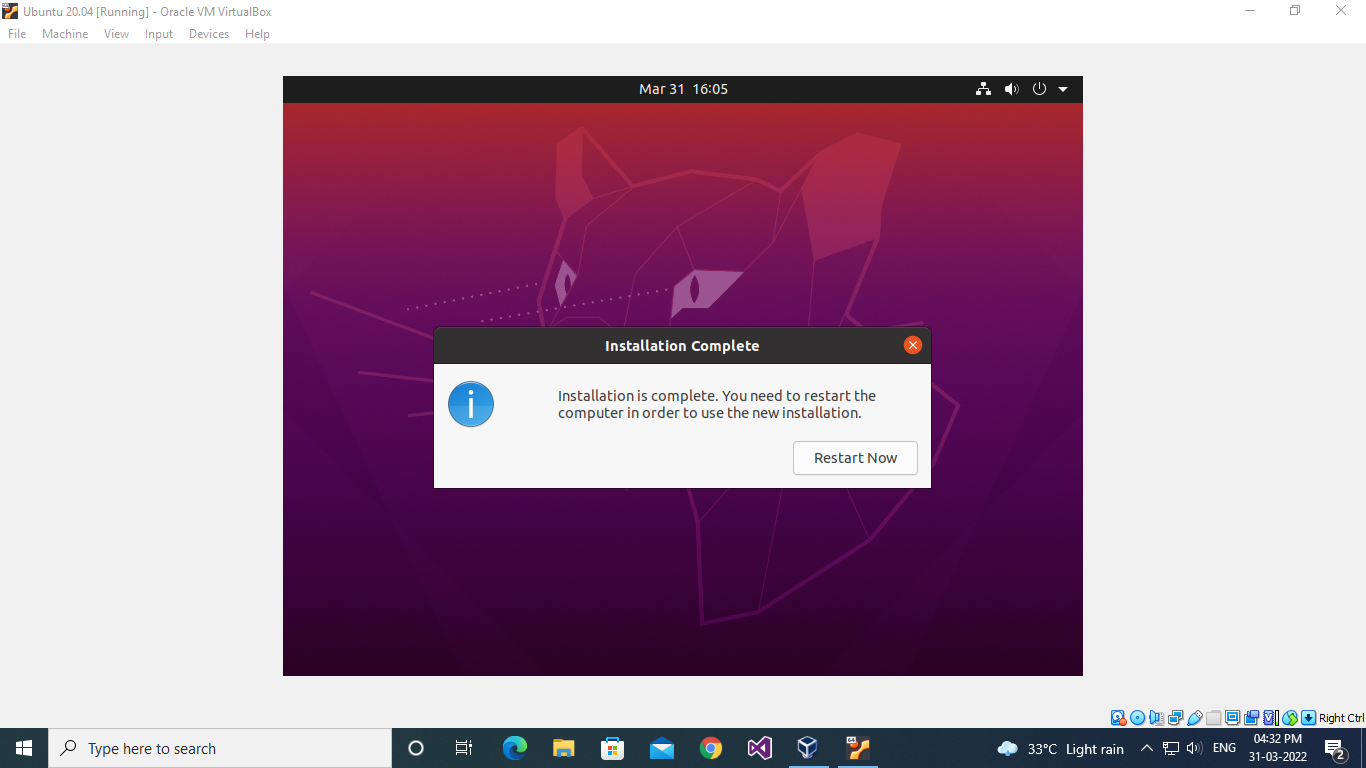 Ubuntu 20.04 [Running] - Oracle VM VirtualBox
File Machine View Input Devices Help
Mar 31 16:05
Installation Complete
Installation is complete. You need to restart the
computer in order to use the new installation.
Restart Now
Right Ctrl
Type here to search
33°C Light rain
ENG
04:32 PM
31-03-2022
2